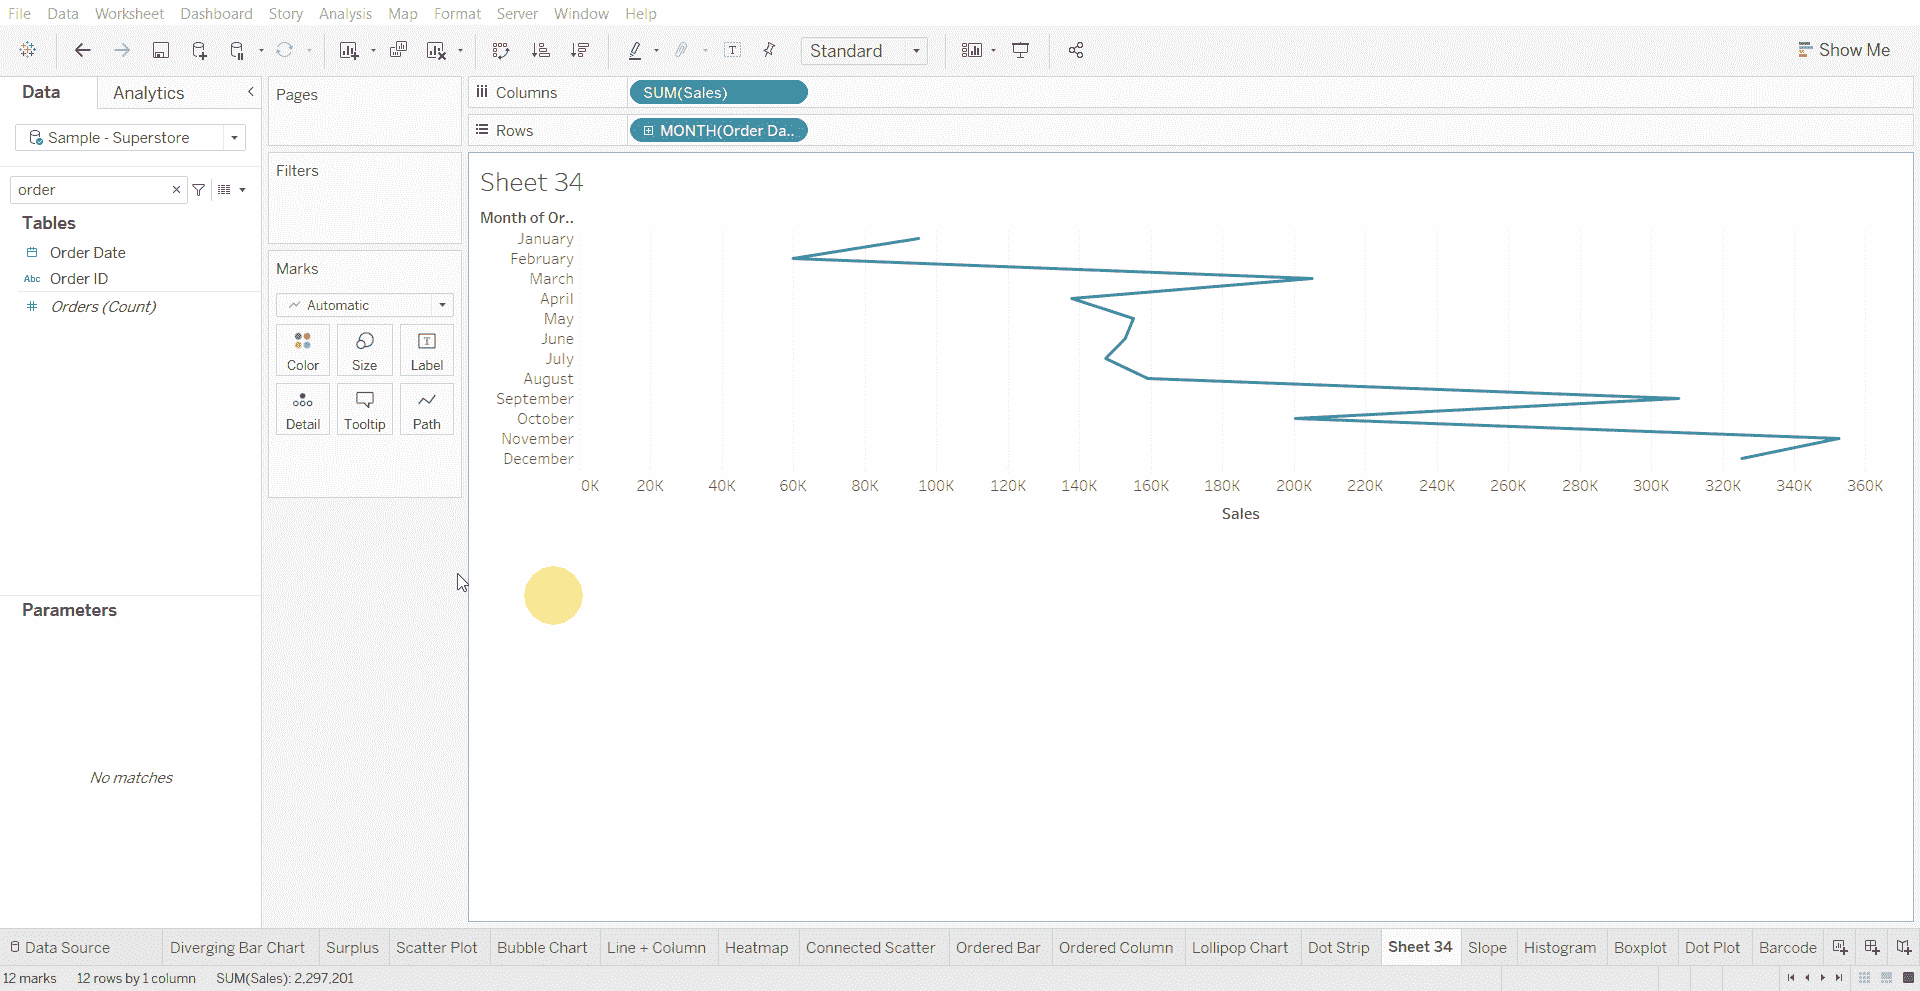 File Data Worksheet Dashboard Story Analysis Map Format Server Window Help
Standard
Show Me
Data Analytics
Sample - Superstore
order
Tables
Order Date
Abc Order ID
Orders (Count)
Parameters
No matches
Pages
Filters
Marks
Automatic
Color Size Label
Detail Tooltip Path
Columns SUM(Sales)
Rows MONTH(Order Da..
Sheet 34
Month of Or..
January
February
March
April
May
June
July
August
September
October
November
December
0K 20K 40K 60K 80K 100K 120K 140K 160K 180K 200K 220K 240K 260K 280K 300K 320K 340K 360K
Sales
Data Source Diverging Bar Chart Surplus Scatter Plot Bubble Chart Line + Column Heatmap Connected Scatter Ordered Bar Ordered Column Lollipop Chart Dot Strip Sheet 34 Slope Histogram Boxplot Dot Plot Barcode
12 marks 12 rows by 1 column SUM(Sales): 2,297,201